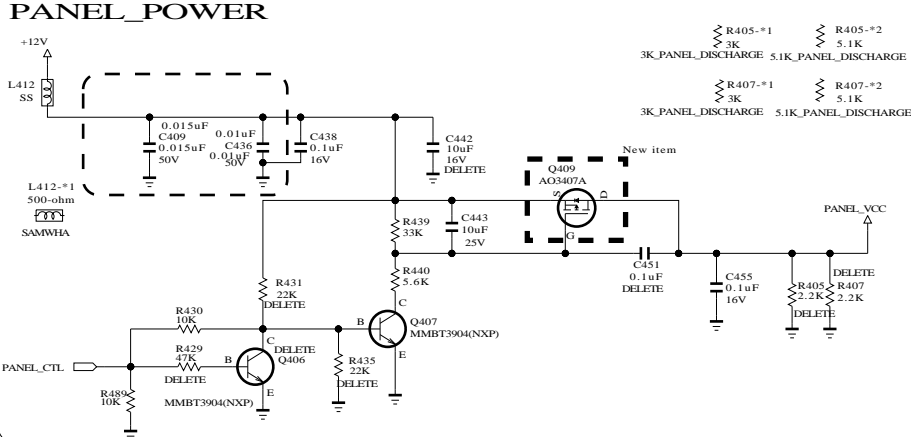 PANEL_POWER
+12V
L412
SS
0.015uF
C409
0.015uF
50V
0.01uF
C436
0.01uF
50V
C438
0.1uF
16V
C442
10uF
16V
DELETE
R405-*1
3K
3K_PANEL_DISCHARGE
R405-*2
5.1K
5.1K_PANEL_DISCHARGE
R407-*1
3K
3K_PANEL_DISCHARGE
R407-*2
5.1K
5.1K_PANEL_DISCHARGE
New item
Q409
AO3407A
S
D
G
L412-*1
500-ohm
SAMWHA
R439
33K
C443
10uF
25V
PANEL_VCC
R431
22K
DELETE
R440
5.6K
C451
0.1uF
DELETE
C455
0.1uF
16V
R405
2.2K
DELETE
DELETE
R407
2.2K
R430
10K
R429
47K
DELETE
B
C
E
DELETE
Q406
MMBT3904(NXP)
B
C
E
Q407
MMBT3904(NXP)
R435
22K
DELETE
PANEL_CTL
R489
10K